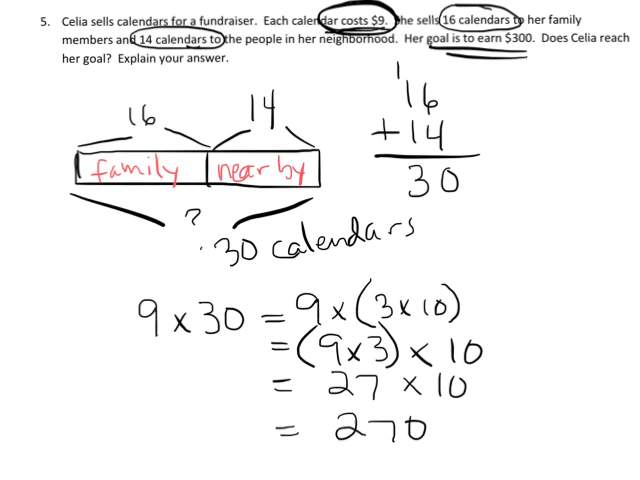 5. Celia sells calendars for a fundraiser. Each calendar costs $9. She sells 16 calendars to her family
members and 14 calendars to the people in her neighborhood. Her goal is to earn $300. Does Celia reach
her goal? Explain your answer.
16 14
family nearby
?
30 calendars
1
16
+14
30
9 x 30 = 9 x (3 x 10)
= (9 x 3) x 10
= 27 x 10
= 270